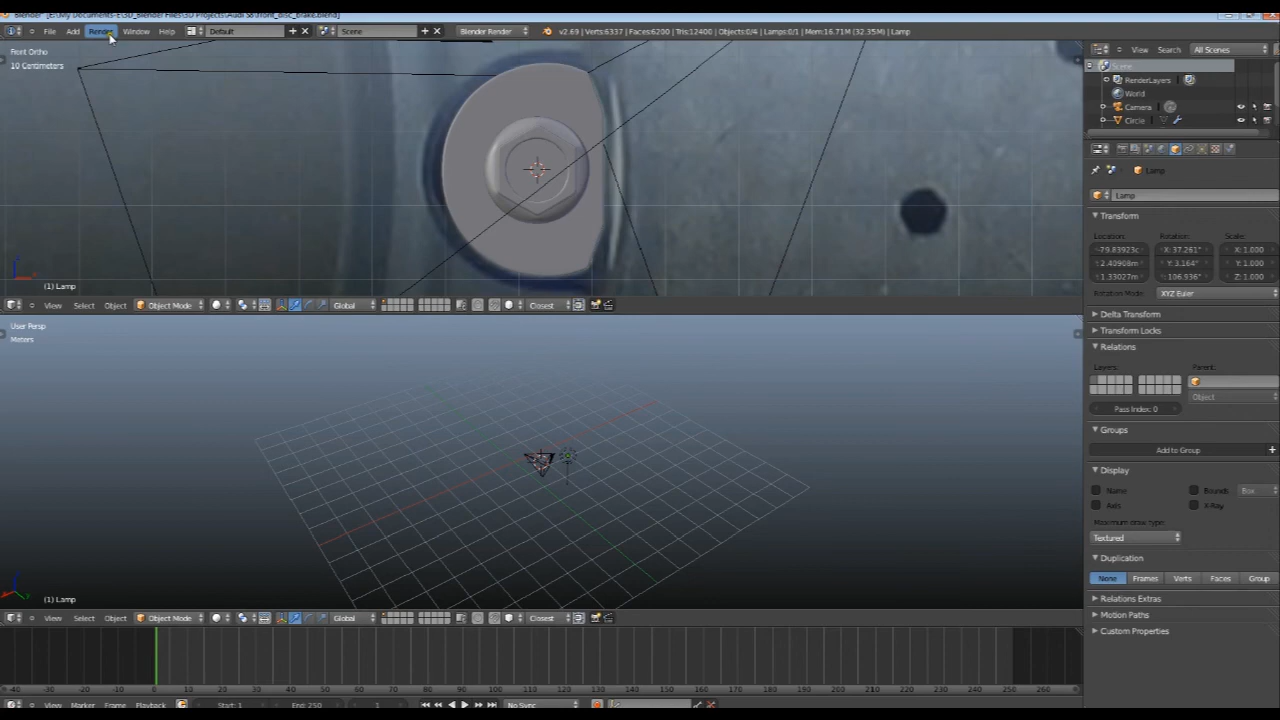 Blender* [E:\My Documents-E\3D_Blender Files\3D Projects\Audi S8\front_disc_brake.blend]
File Add Render Window Help Default Scene Blender Render v2.69 | Verts:6337 | Faces:6200 | Tris:12400 | Objects:0/4 | Lamps:0/1 | Mem:16.71M (32.35M) | Lamp
View Search All Scenes
Front Ortho
10 Centimeters
Scene
RenderLayers
World
Camera
Circle
Lamp
Lamp
Transform
Location: Rotation: Scale:
-79.83923c X:37.261° X:1.000
2.40908m Y:3.164° Y:1.000
1.33027m Z:106.936° Z:1.000
Rotation Mode: XYZ Euler
(1) Lamp
View Select Object Object Mode Global Closest
Delta Transform
Transform Locks
Relations
Layers: Parent:
Object
Pass Index: 0
Groups
Add to Group
Display
Name Bounds Box
Axis X-Ray
Maximum draw type:
Textured
Duplication
None Frames Verts Faces Group
Relations Extras
Motion Paths
Custom Properties
User Persp
Meters
(1) Lamp
View Select Object Object Mode Global Closest
-40 -30 -20 -10 0 10 20 30 40 50 60 70 80 90 100 110 120 130 140 150 160 170 180 190 200 210 220 230 240 250 260
View Marker Frame Playback Start: 1 End: 250 1 No Sync